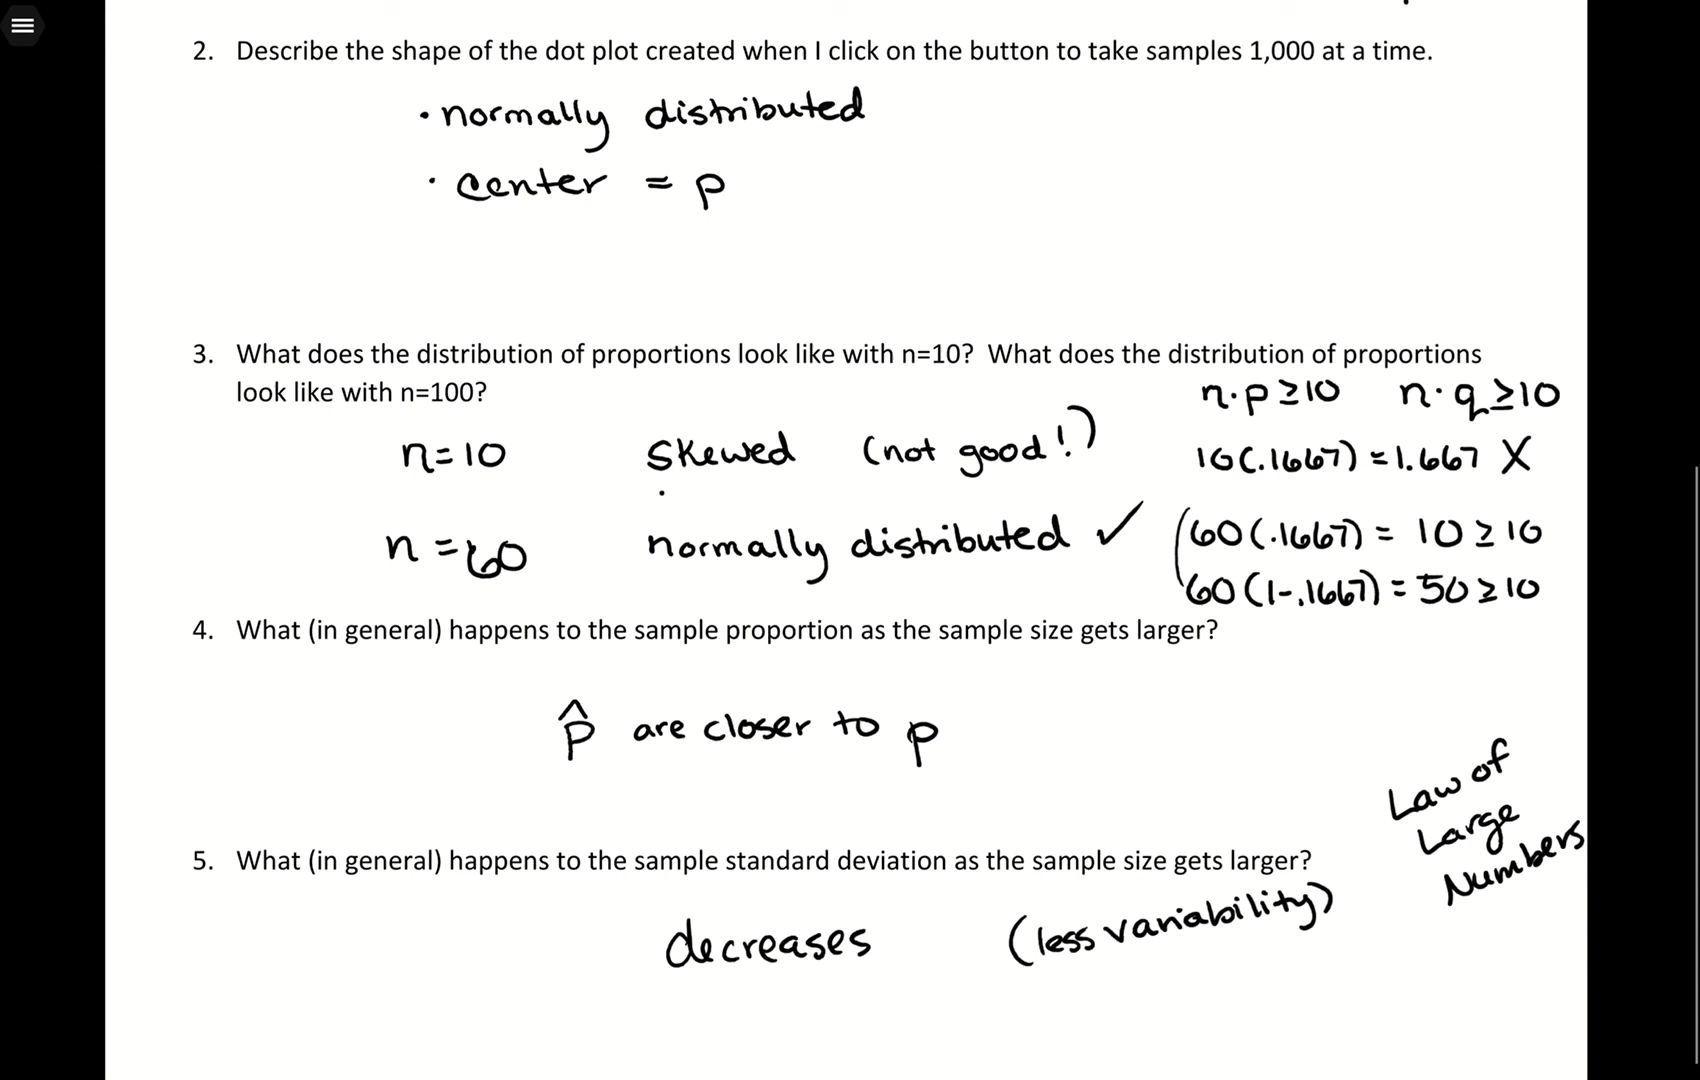 2. Describe the shape of the dot plot created when I click on the button to take samples 1,000 at a time.
• normally distributed
• center = p
3. What does the distribution of proportions look like with n=10? What does the distribution of proportions
look like with n=100?
n·p ≥10 n·q ≥10
n=10 skewed (not good!)
10(.1667) = 1.667 X
n=60 normally distributed ✓
60(.1667) = 10 ≥ 10
60(1-.1667) = 50 ≥ 10
4. What (in general) happens to the sample proportion as the sample size gets larger?
p̂ are closer to p
Law of
Large
Numbers
5. What (in general) happens to the sample standard deviation as the sample size gets larger?
decreases (less variability)